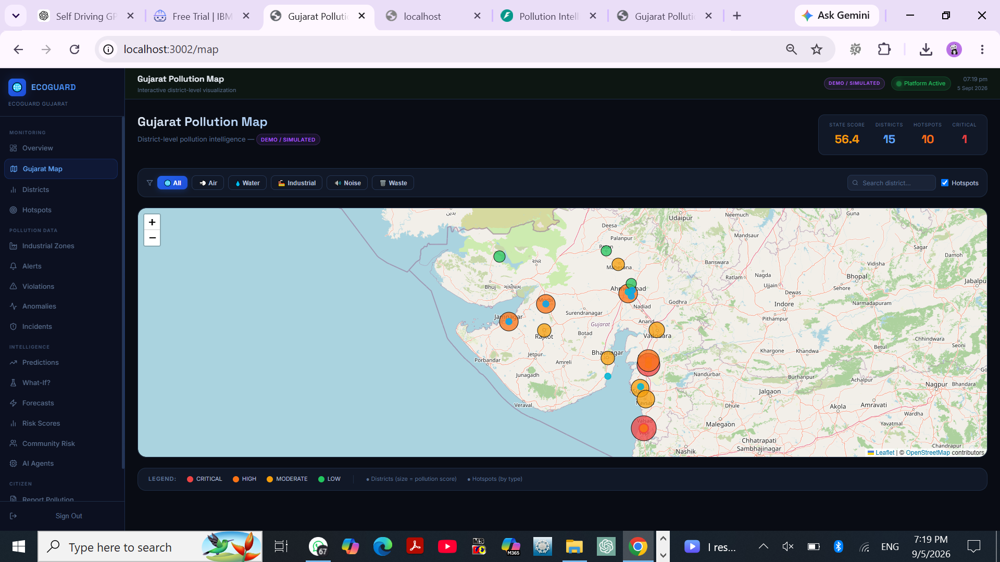 Self Driving GP
Free Trial | IBM
Gujarat Polluti
localhost
Pollution Intell
Gujarat Polluti
Ask Gemini
localhost:3002/map
ECOGUARD
ECOGUARD GUJARAT
Gujarat Pollution Map
Interactive district-level visualization
DEMO / SIMULATED
Platform Active
07:19 pm
5 Sept 2026
MONITORING
Overview
Gujarat Map
Districts
Hotspots
POLLUTION DATA
Industrial Zones
Alerts
Violations
Anomalies
Incidents
INTELLIGENCE
Predictions
What-If?
Forecasts
Risk Scores
Community Risk
AI Agents
CITIZEN
Report Pollution
Sign Out
Gujarat Pollution Map
District-level pollution intelligence — DEMO / SIMULATED
STATE SCORE DISTRICTS HOTSPOTS CRITICAL
56.4 15 10 1
All Air Water Industrial Noise Waste
Search district...
Hotspots
+
−
بدین
Udaipur
Neemuch
Guna
Deesa
Palanpur
Mandsaur
Sagar
Damoh
Patan
રાપર
Mahesana
Banswara
Vidisha
Ratlam
Nagda
Bhopal
Jabalpu
Bhuj
ગાંધીધામ
Ahmedabad
Ujjain
Sehore
Dewas
Morbi
Nadiad
Godhra
Indore
Narmadapuram
Jamnagar
Surendranagar
Pithampur
Anand
Gujarat
Botad
Rajkot
Vadodara
Chhindwara
Seoni
Betul
Khargone
Khandwa
Bhavnagar
Jetpur
Porbandar
Amreli
Junagadh
Nandurbar
Burhanpur
Go
Achalpur
Nagpur
Bhandara
Jalgaon
Veraval
Navsari
Dhule
Akola
Amravati
Wardha
Valsad
Vapi
Malegaon
Yavatmal
Chhatrapati
Sambhajinagar
Chandrapur
Nashik
Leaflet | © OpenStreetMap contributors
LEGEND: CRITICAL HIGH MODERATE LOW ● Districts (size = pollution score) ● Hotspots (by type)
Type here to search
67
MS
M365
I res...
ENG
7:19 PM
9/5/2026